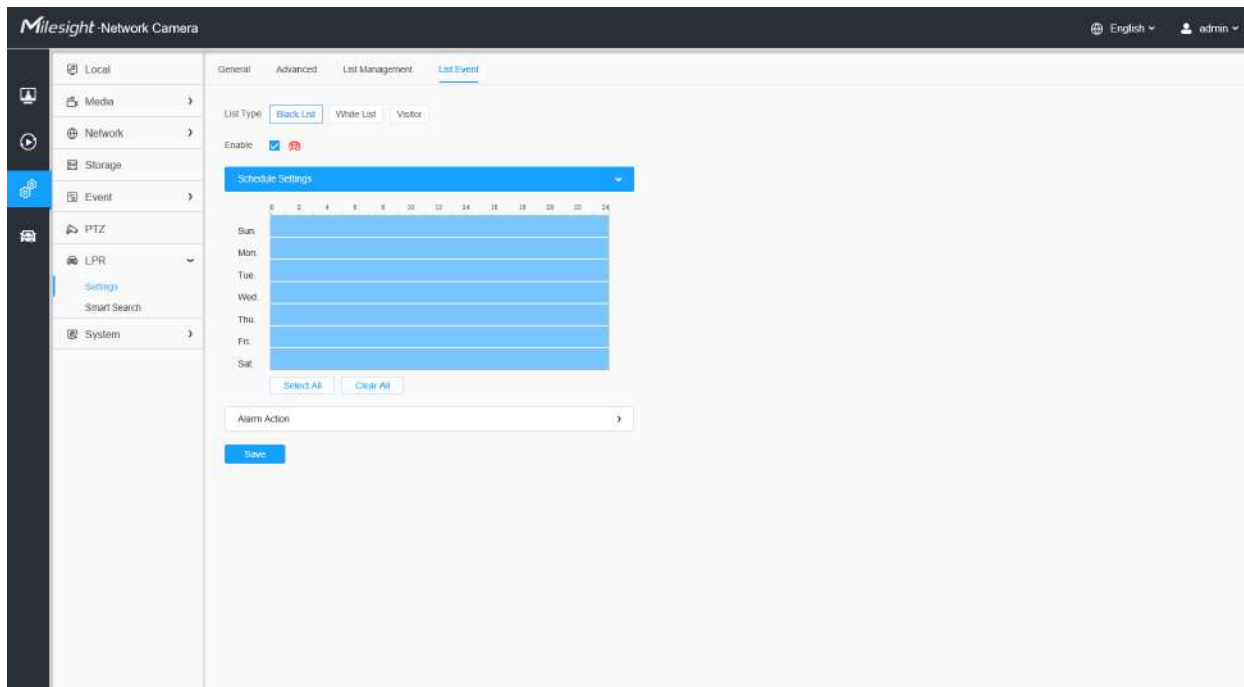 Milesight ·Network Camera
English
admin
Local
Media
Network
Storage
Event
PTZ
LPR
Settings
Smart Search
System
General Advanced List Management List Event
List Type Black List White List Visitor
Enable
Schedule Settings
0 2 4 6 8 10 12 14 16 18 20 22 24
Sun.
Mon.
Tue.
Wed.
Thu.
Fri.
Sat.
Select All Clear All
Alarm Action
Save